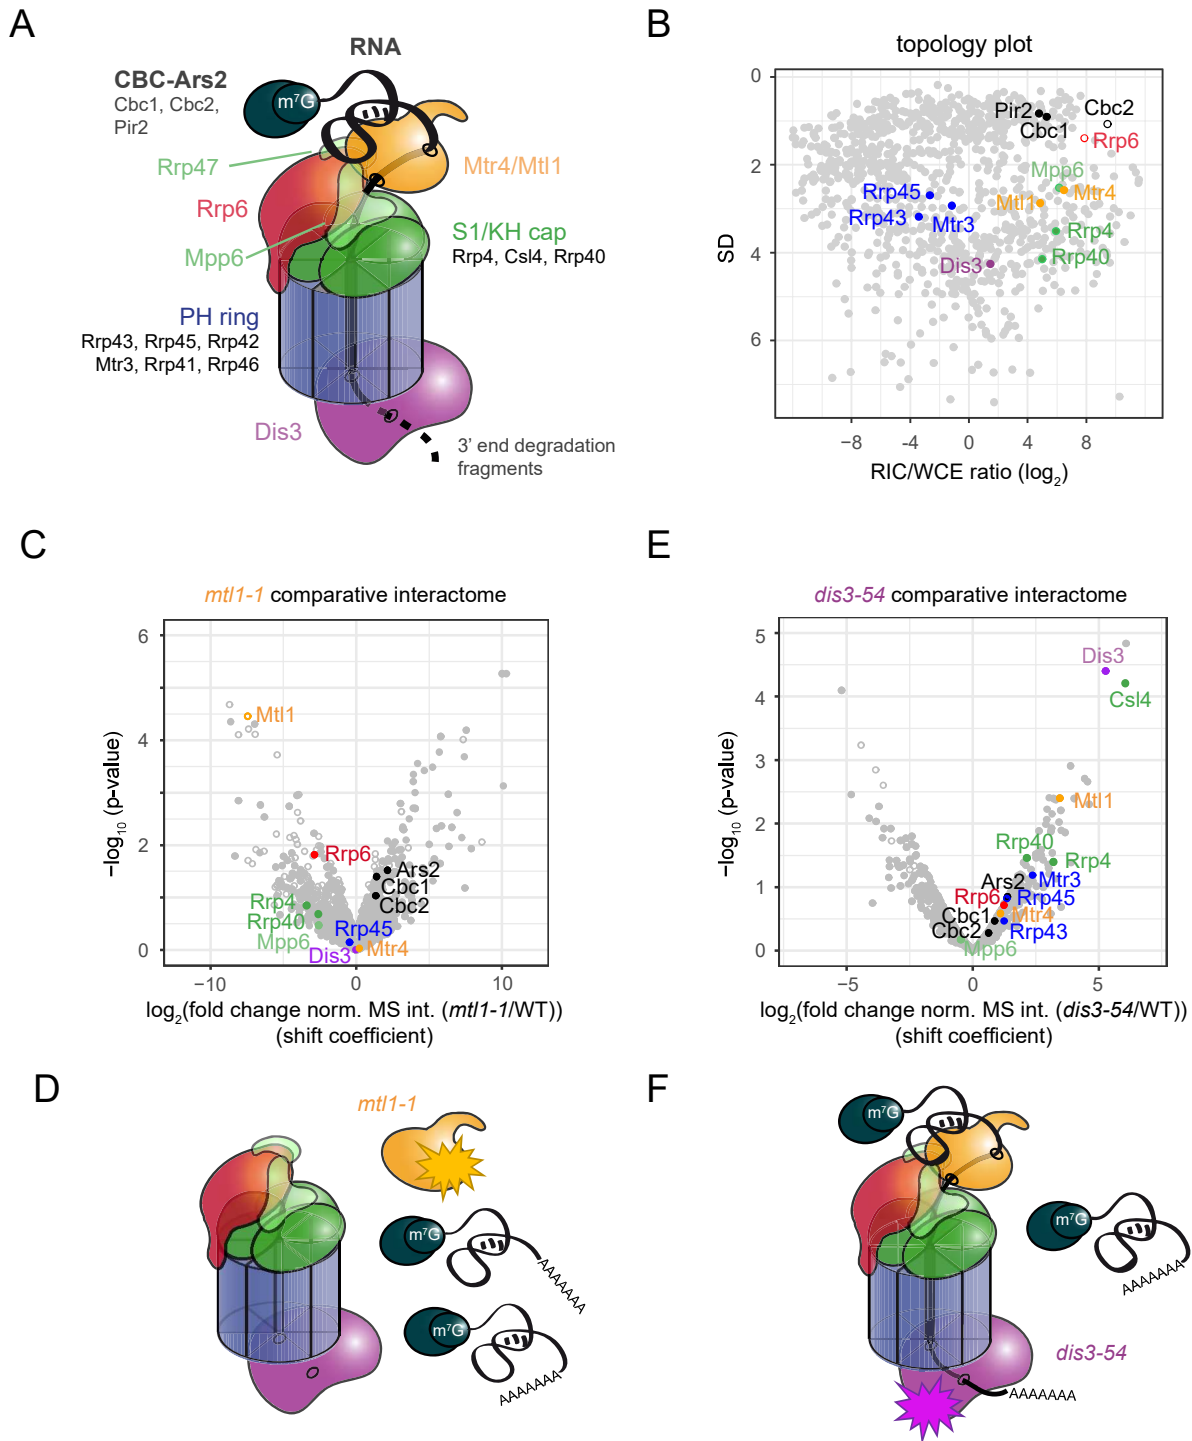 A
RNA
CBC-Ars2
Cbc1, Cbc2,
Pir2
m7G
Rrp47
Mtr4/Mtl1
Rrp6
S1/KH cap
Rrp4, Csl4, Rrp40
Mpp6
PH ring
Rrp43, Rrp45, Rrp42
Mtr3, Rrp41, Rrp46
Dis3
3’ end degradation
fragments
B
topology plot
0
2
4
6
SD
Pir2
Cbc1
Cbc2
Rrp6
Mpp6
Mtr4
Mtl1
Rrp45
Rrp43
Mtr3
Rrp4
Rrp40
Dis3
−8
-4
0
4
8
RIC/WCE ratio (log2)
C
mtl1-1 comparative interactome
6
4
2
0
−log10 (p-value)
Mtl1
Rrp6
Ars2
Cbc1
Cbc2
Rrp4
Rrp40
Mpp6
Rrp45
Dis3
Mtr4
−10
0
10
log2(fold change norm. MS int. (mtl1-1/WT))
(shift coefficient)
E
dis3-54 comparative interactome
5
4
3
2
1
0
−log10 (p-value)
Dis3
Csl4
Mtl1
Rrp40
Rrp4
Ars2
Mtr3
Rrp6
Rrp45
Cbc1
Mtr4
Cbc2
Rrp43
Mpp6
−5
0
5
log2(fold change norm. MS int. (dis3-54/WT))
(shift coefficient)
D
mtl1-1
m7G
AAAAAAA
m7G
AAAAAAA
F
m7G
m7G
AAAAAAA
dis3-54
AAAAAAA